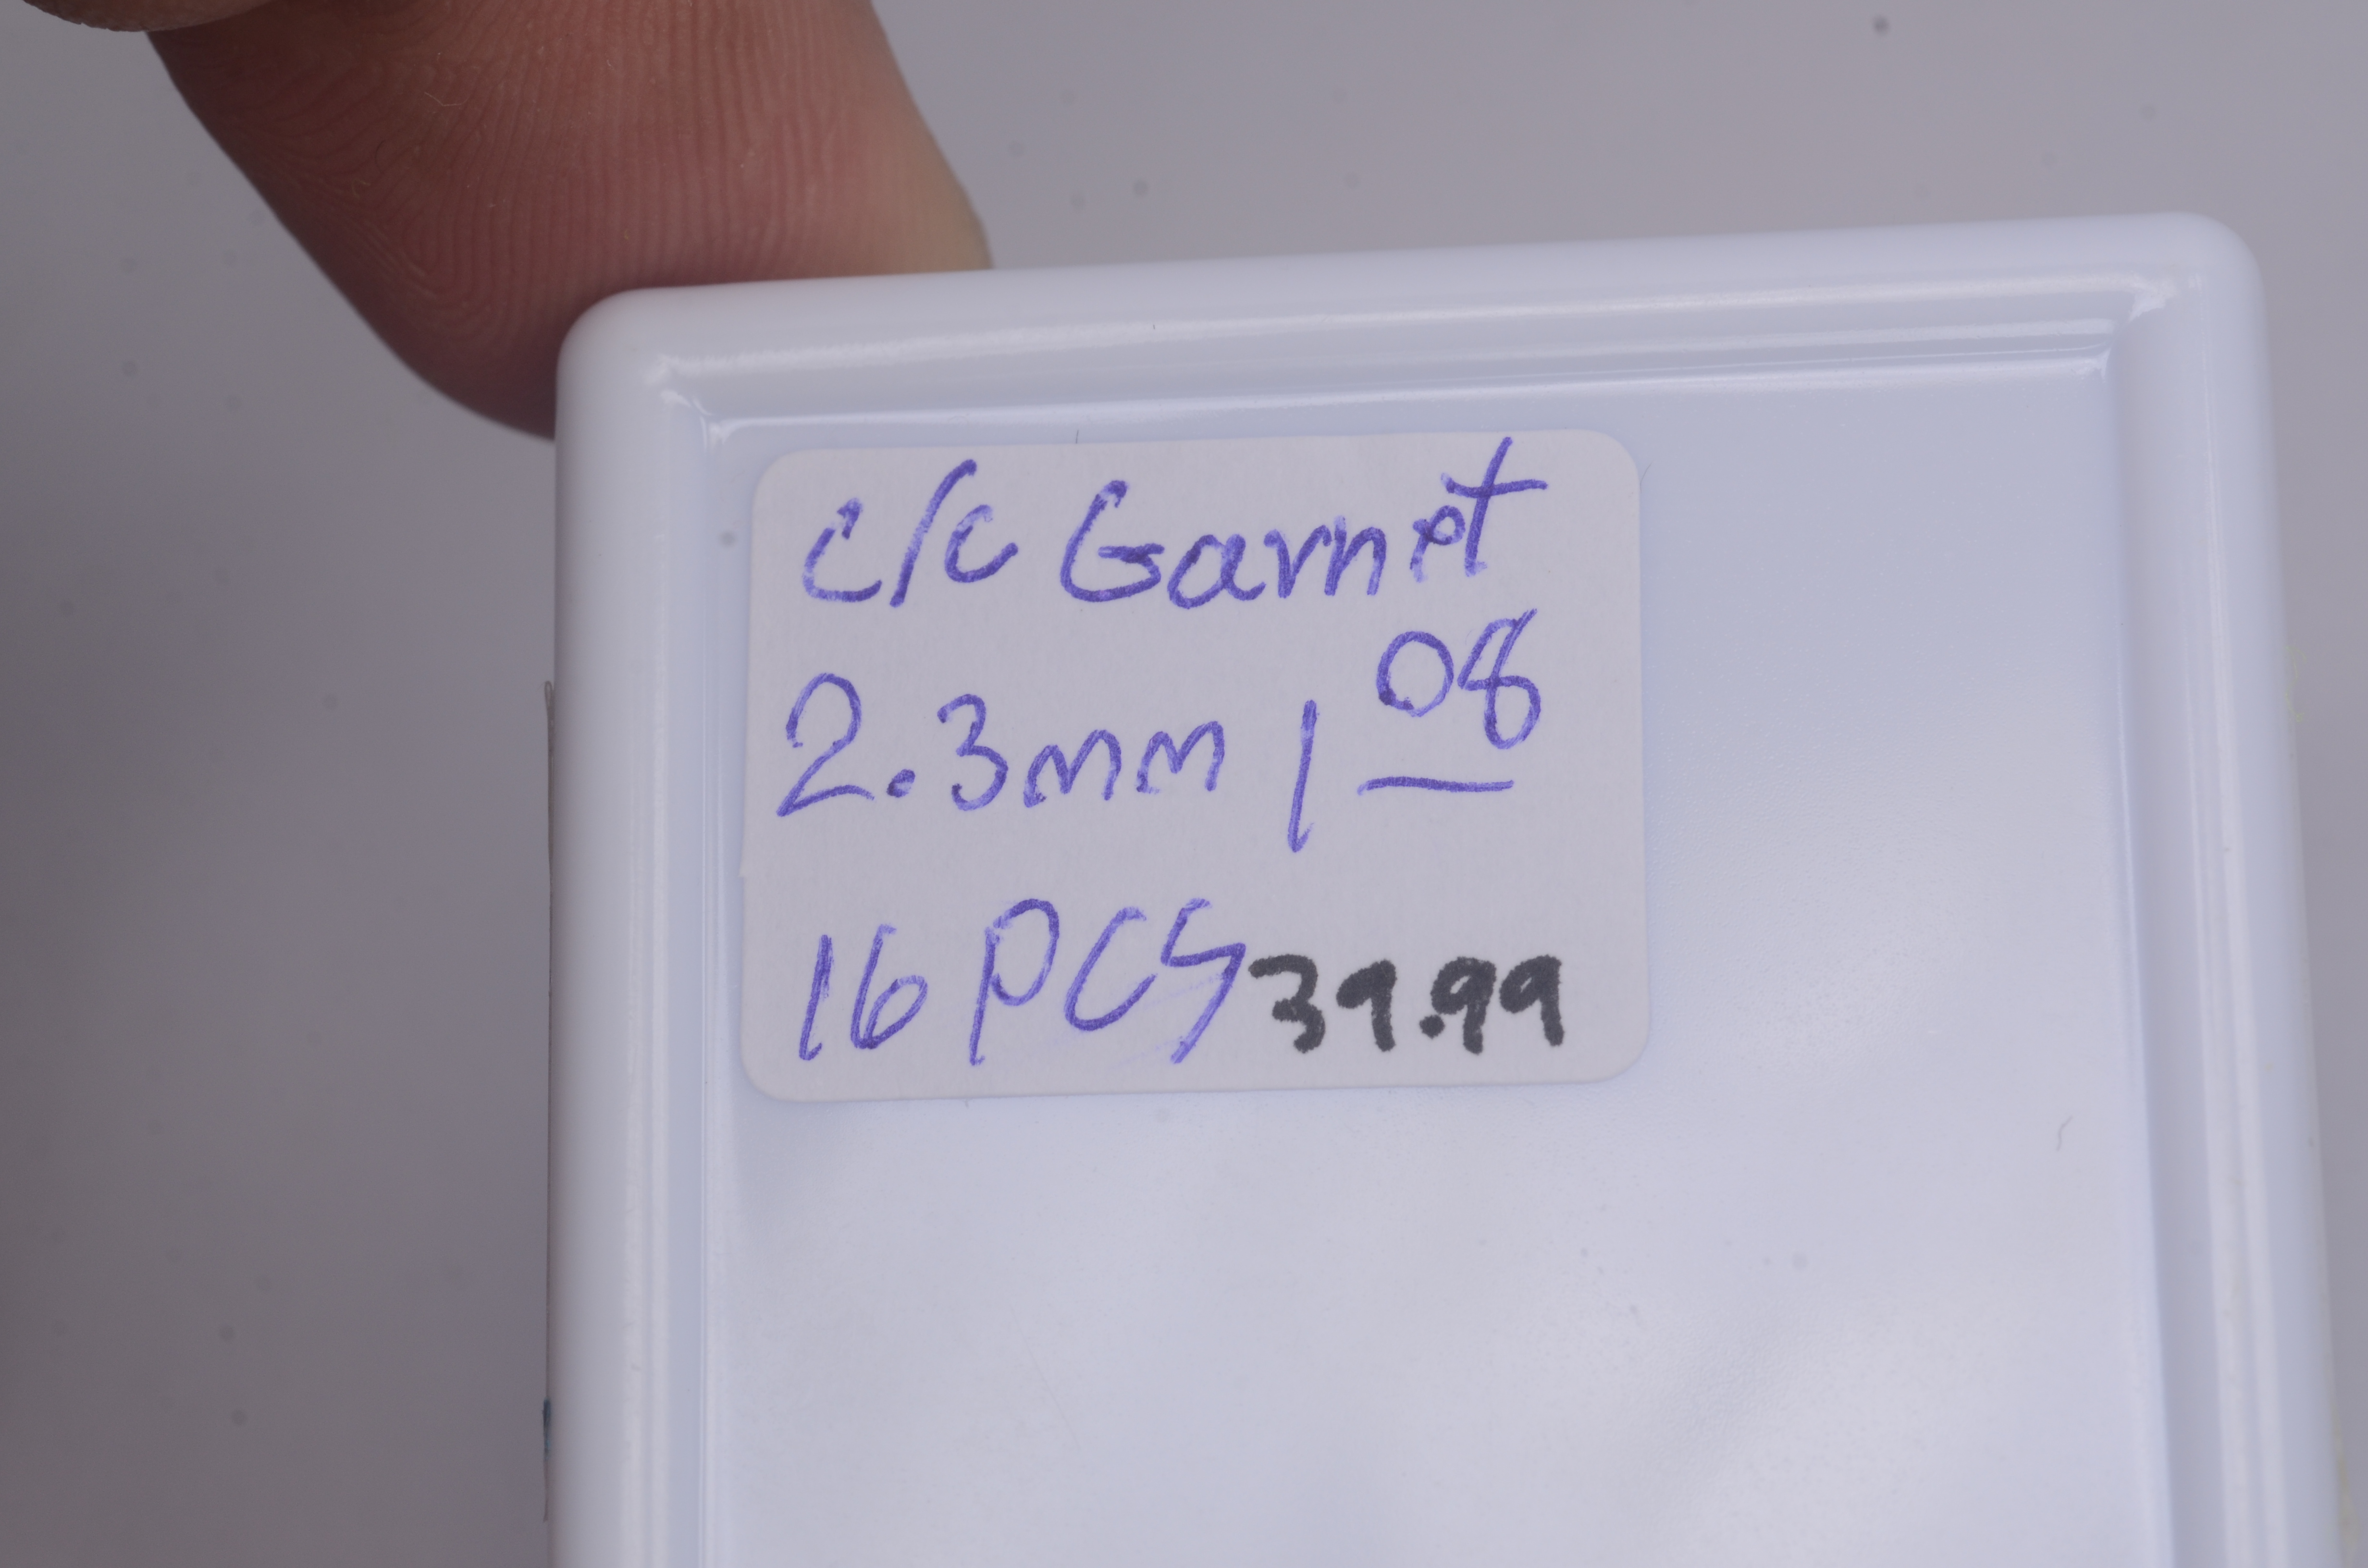 c/c Garnet
2.3mm 1 08
16 PCS 39.99